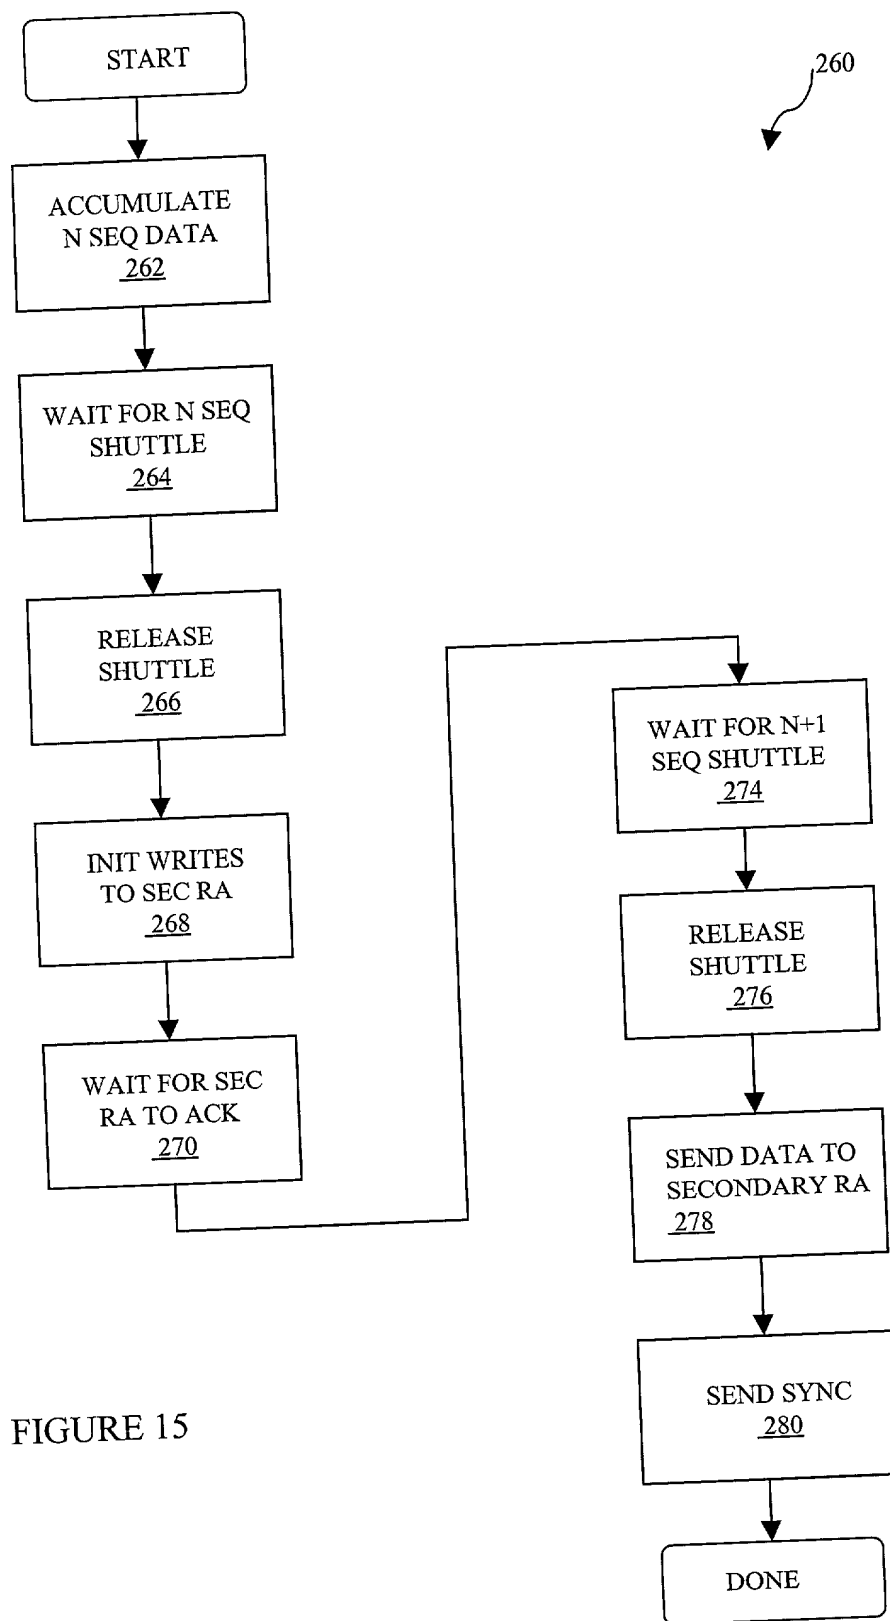 START
260
ACCUMULATE
N SEQ DATA
262
WAIT FOR N SEQ
SHUTTLE
264
RELEASE
SHUTTLE
266
INIT WRITES
TO SEC RA
268
WAIT FOR SEC
RA TO ACK
270
WAIT FOR N+1
SEQ SHUTTLE
274
RELEASE
SHUTTLE
276
SEND DATA TO
SECONDARY RA
278
SEND SYNC
280
DONE
FIGURE 15